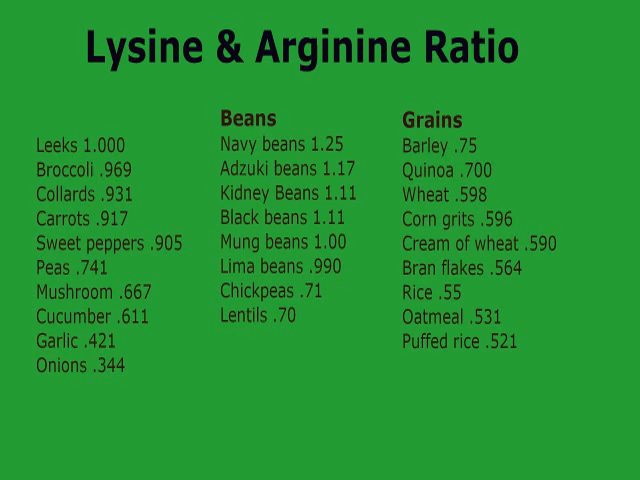 Lysine & Arginine Ratio
Leeks 1.000
Broccoli .969
Collards .931
Carrots .917
Sweet peppers .905
Peas .741
Mushroom .667
Cucumber .611
Garlic .421
Onions .344
Beans
Navy beans 1.25
Adzuki beans 1.17
Kidney Beans 1.11
Black beans 1.11
Mung beans 1.00
Lima beans .990
Chickpeas .71
Lentils .70
Grains
Barley .75
Quinoa .700
Wheat .598
Corn grits .596
Cream of wheat .590
Bran flakes .564
Rice .55
Oatmeal .531
Puffed rice .521